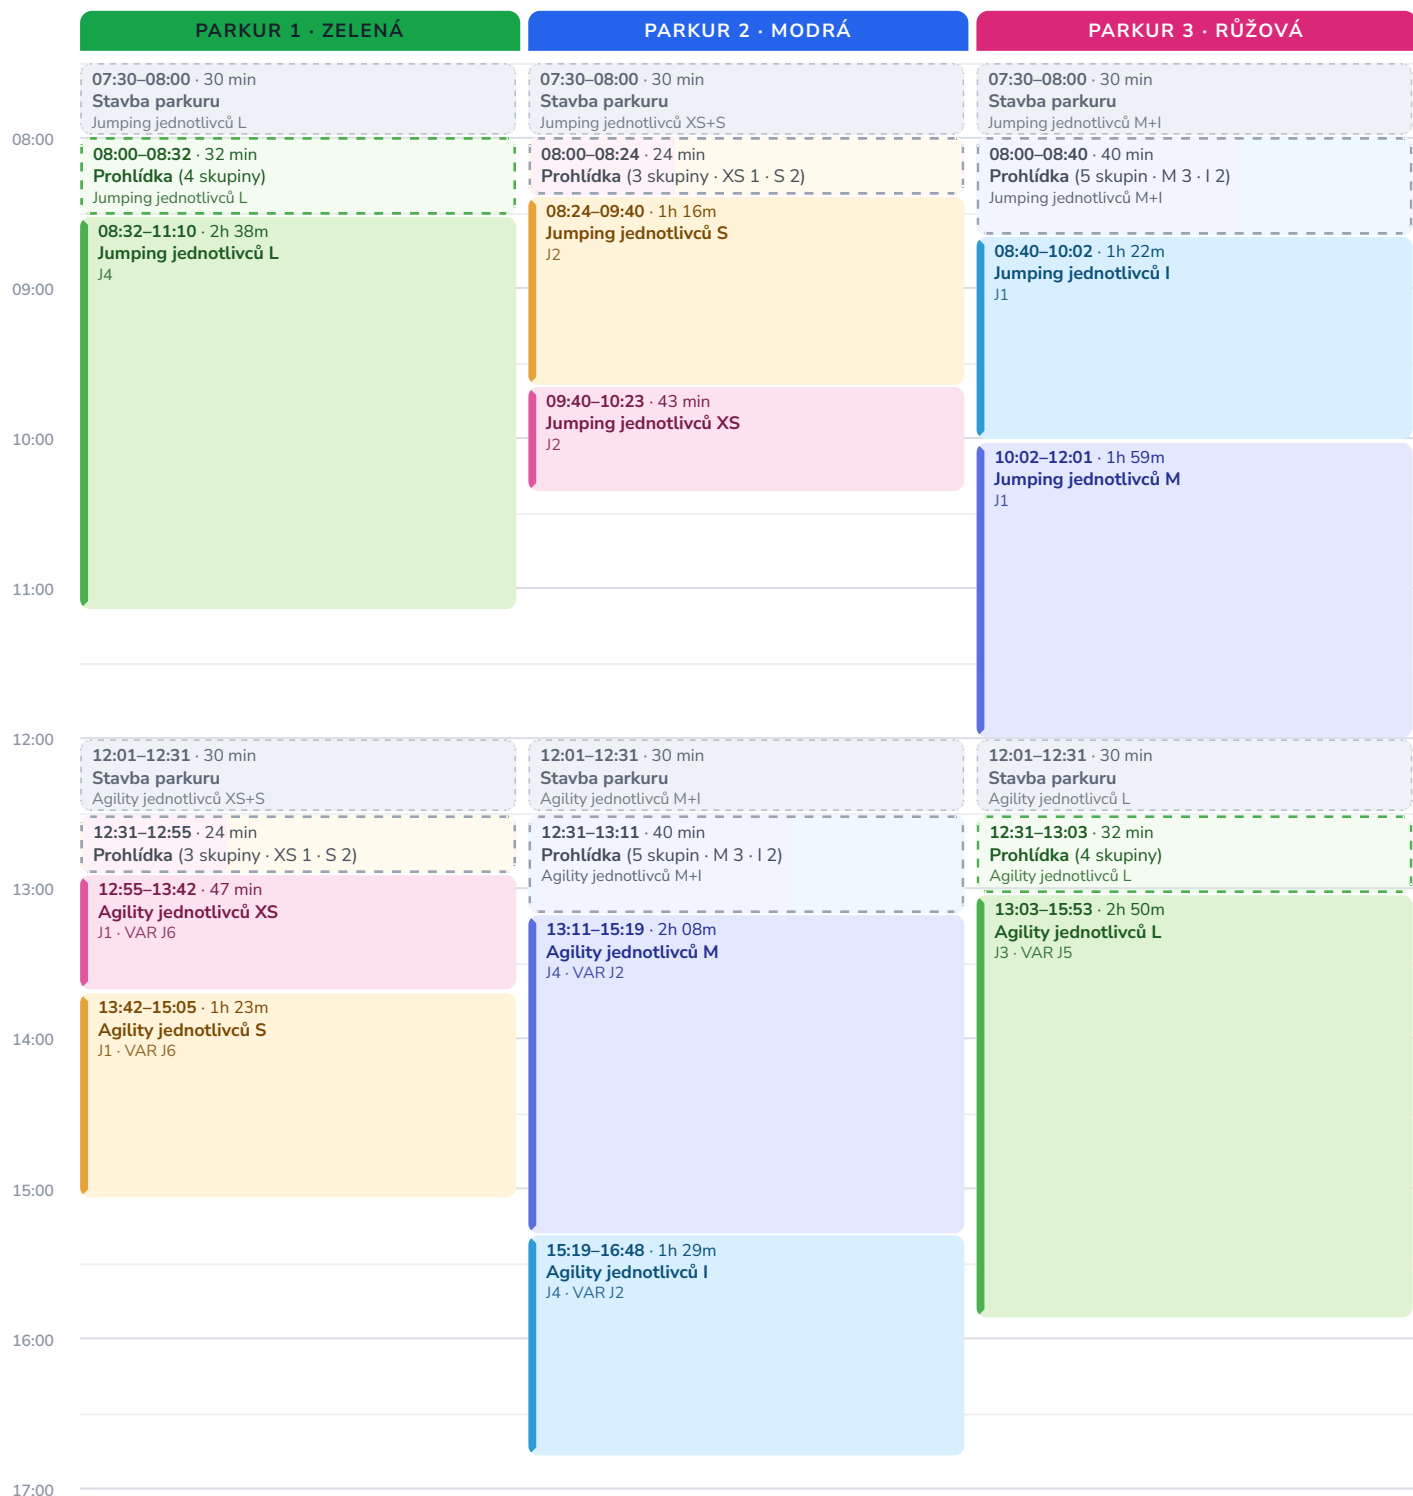 PARKUR 1 · ZELENÁ
07:30–08:00 · 30 min
Stavba parkuru
Jumping jednotlivců L
08:00–08:32 · 32 min
Prohlídka (4 skupiny)
Jumping jednotlivců L
08:32–11:10 · 2h 38m
Jumping jednotlivců L
J4
12:01–12:31 · 30 min
Stavba parkuru
Agility jednotlivců XS+S
12:31–12:55 · 24 min
Prohlídka (3 skupiny · XS 1 · S 2)
12:55–13:42 · 47 min
Agility jednotlivců XS
J1 · VAR J6
13:42–15:05 · 1h 23m
Agility jednotlivců S
J1 · VAR J6
PARKUR 2 · MODRÁ
07:30–08:00 · 30 min
Stavba parkuru
Jumping jednotlivců XS+S
08:00–08:24 · 24 min
Prohlídka (3 skupiny · XS 1 · S 2)
08:24–09:40 · 1h 16m
Jumping jednotlivců S
J2
09:40–10:23 · 43 min
Jumping jednotlivců XS
J2
12:01–12:31 · 30 min
Stavba parkuru
Agility jednotlivců M+I
12:31–13:11 · 40 min
Prohlídka (5 skupin · M 3 · I 2)
Agility jednotlivců M+I
13:11–15:19 · 2h 08m
Agility jednotlivců M
J4 · VAR J2
15:19–16:48 · 1h 29m
Agility jednotlivců I
J4 · VAR J2
PARKUR 3 · RŮŽOVÁ
07:30–08:00 · 30 min
Stavba parkuru
Jumping jednotlivců M+I
08:00–08:40 · 40 min
Prohlídka (5 skupin · M 3 · I 2)
Jumping jednotlivců M+I
08:40–10:02 · 1h 22m
Jumping jednotlivců I
J1
10:02–12:01 · 1h 59m
Jumping jednotlivců M
J1
12:01–12:31 · 30 min
Stavba parkuru
Agility jednotlivců L
12:31–13:03 · 32 min
Prohlídka (4 skupiny)
Agility jednotlivců L
13:03–15:53 · 2h 50m
Agility jednotlivců L
J3 · VAR J5
08:00
09:00
10:00
11:00
12:00
13:00
14:00
15:00
16:00
17:00